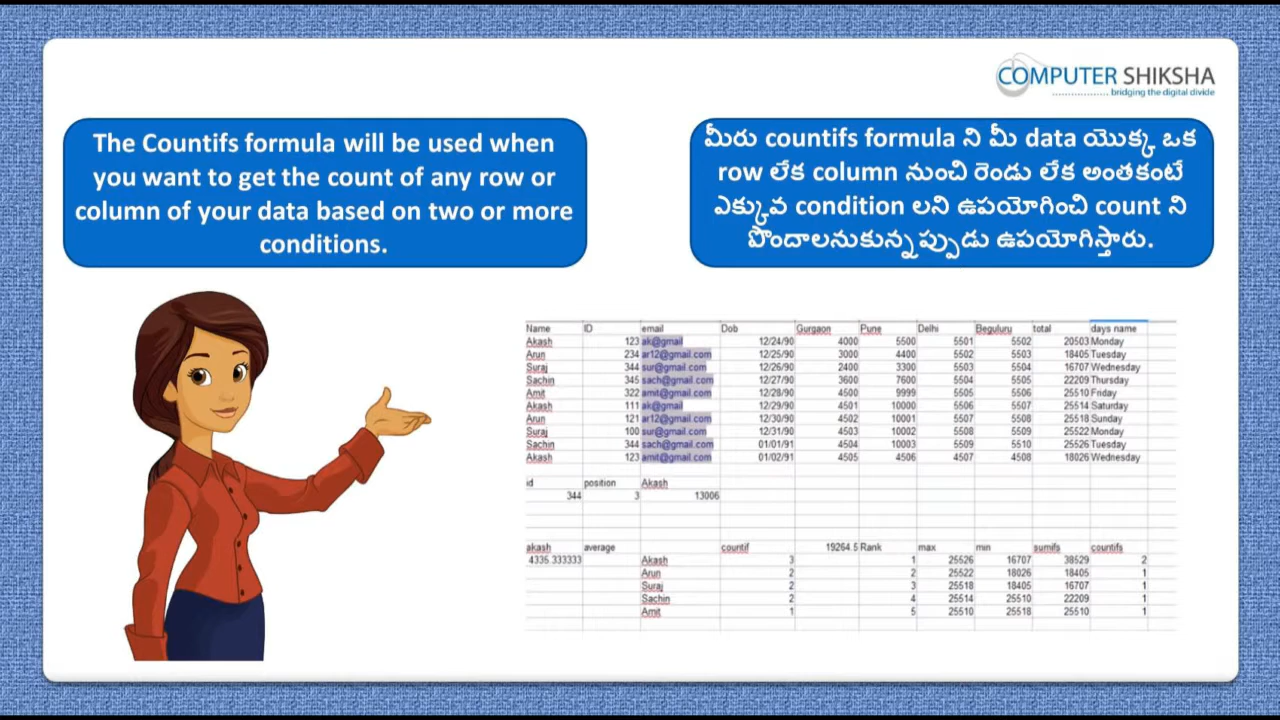 COMPUTER SHIKSHA
bridging the digital divide
The Countifs formula will be used when
you want to get the count of any row or
column of your data based on two or more
conditions.
మీరు countifs formula ని మీ data యొక్క ఒక
row లేక column నుంచి రెండు లేక అంతకంటే
ఎక్కువ condition లని ఉపయోగించి count ని
పొందాలనుకున్నప్పుడు ఉపయోగిస్తారు.
Name ID email Dob Gurgaon Pune Delhi Beguluru total days name
Akash 123 ak@gmail 12/24/90 4000 5500 5501 5502 20503 Monday
Arun 234 ar12@gmail.com 12/25/90 3000 4400 5502 5503 18405 Tuesday
Suraj 344 sur@gmail.com 12/26/90 2400 3300 5503 5504 16707 Wednesday
Sachin 345 sach@gmail.com 12/27/90 3600 7600 5504 5505 22209 Thursday
Amit 322 amit@gmail.com 12/28/90 4500 9999 5505 5506 25510 Friday
Akash 111 ak@gmail 12/29/90 4501 10000 5506 5507 25514 Saturday
Arun 121 ar12@gmail.com 12/30/90 4502 10001 5507 5508 25518 Sunday
Suraj 100 sur@gmail.com 12/31/90 4503 10002 5508 5509 25522 Monday
Sachin 344 sach@gmail.com 01/01/91 4504 10003 5509 5510 25526 Tuesday
Akash 123 amit@gmail.com 01/02/91 4505 4506 4507 4508 18026 Wednesday
id position Akash
344 3 13006
akash average countif 19264.5 Rank max min sumifs countifs
4335.333333 Akash 3 1 25526 16707 38529 2
Arun 2 2 25522 18026 18405 1
Suraj 2 3 25518 18405 16707 1
Sachin 2 4 25514 25510 22209 1
Amit 1 5 25510 25518 25510 1